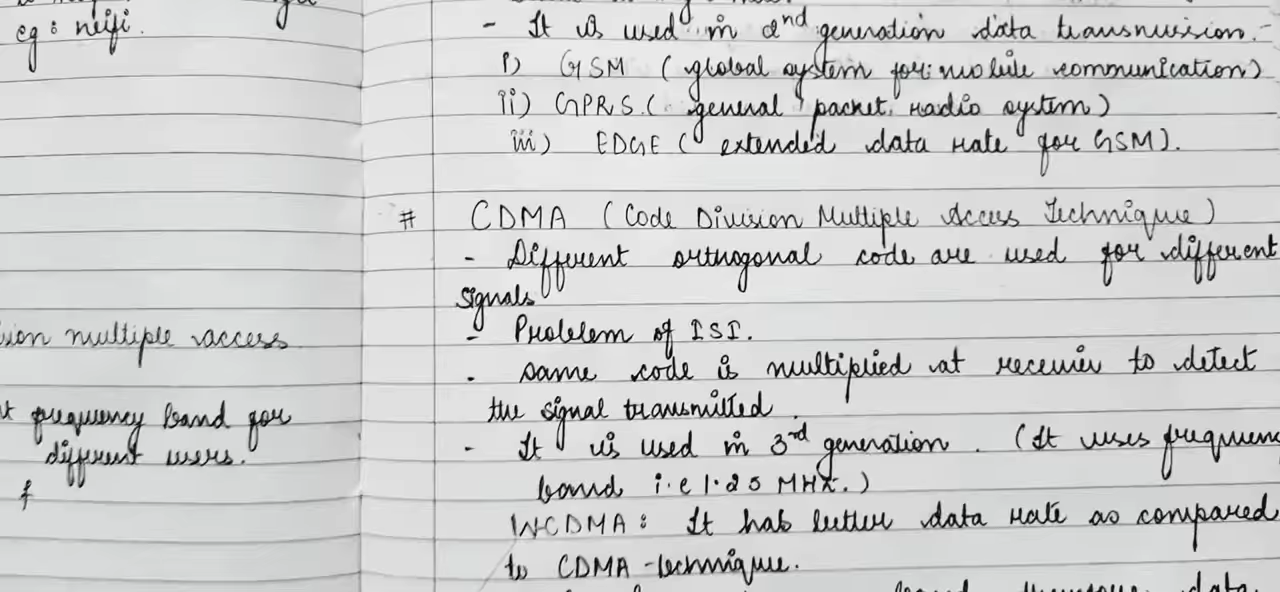 eg : neifi.
sion multiple access
t frequency band for
different users.
f
- It is used in 2nd generation data transmission. -
i) GSM ( global system for mobile communication)
ii) GPRS. ( general packet radio system )
iii) EDGE ( extended data rate for GSM).
# CDMA ( Code Division Multiple Access Technique )
- Different orthogonal code are used for different
signals
- Problem of ISI.
- same code is multiplied at receiver to detect
the signal transmitted .
- It is used in 3rd generation . (It uses frequenc
band i.e 1.25 MHz.)
WCDMA : It has better data rate as compared
to CDMA - technique.
data